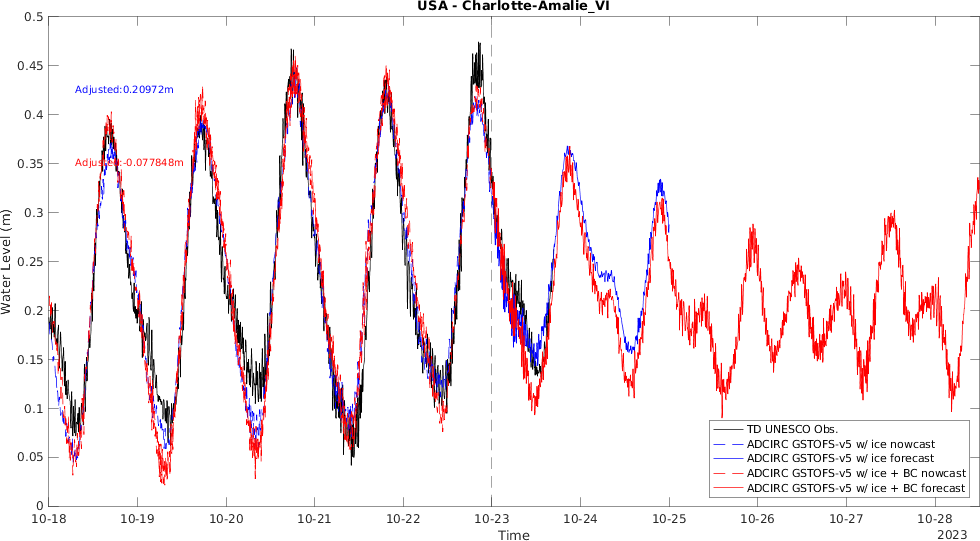 USA - Charlotte-Amalie_VI
0.5
0.45
0.4
0.35
0.3
0.25
0.2
0.15
0.1
0.05
0
Water Level (m)
Adjusted:0.20972m
Adjusted:-0.077848m
TD UNESCO Obs.
ADCIRC GSTOFS-v5 w/ ice nowcast
ADCIRC GSTOFS-v5 w/ ice forecast
ADCIRC GSTOFS-v5 w/ ice + BC nowcast
ADCIRC GSTOFS-v5 w/ ice + BC forecast
10-18 10-19 10-20 10-21 10-22 10-23 10-24 10-25 10-26 10-27 10-28
2023
Time